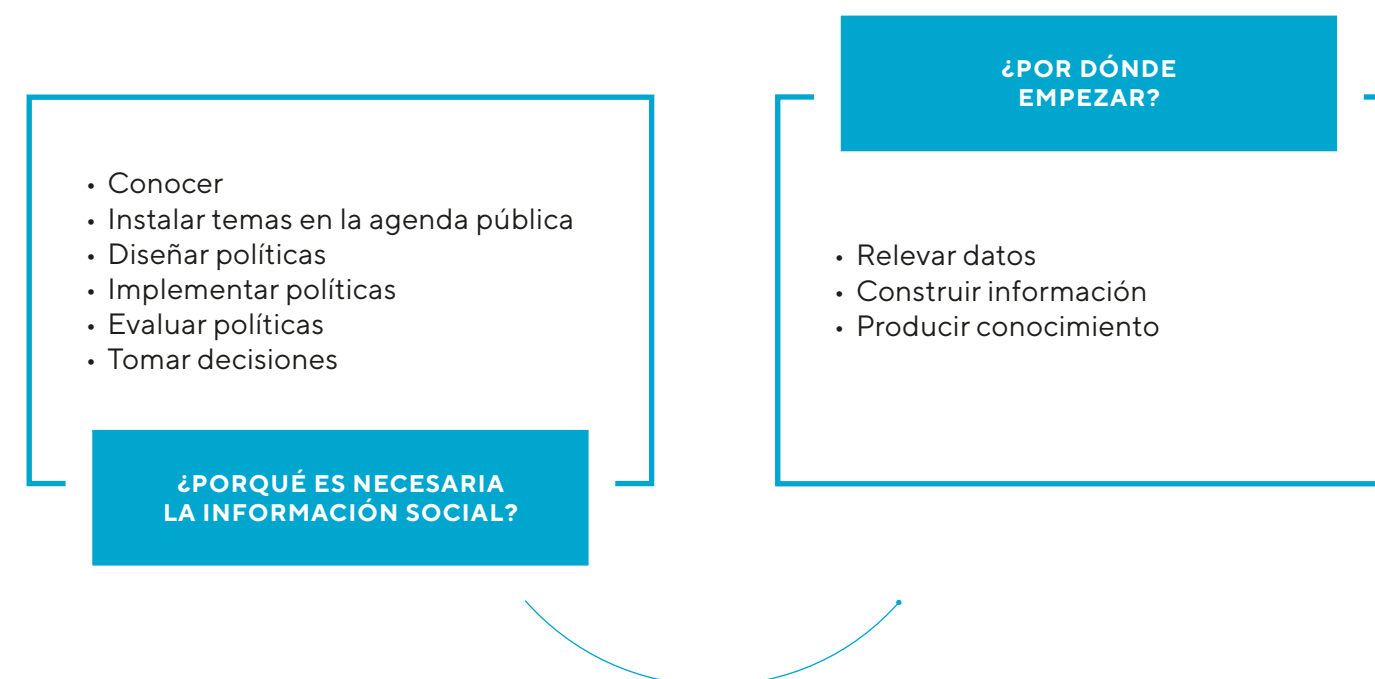 • Conocer
• Instalar temas en la agenda pública
• Diseñar políticas
• Implementar políticas
• Evaluar políticas
• Tomar decisiones
¿PORQUÉ ES NECESARIA
LA INFORMACIÓN SOCIAL?
¿POR DÓNDE
EMPEZAR?
• Relevar datos
• Construir información
• Producir conocimiento